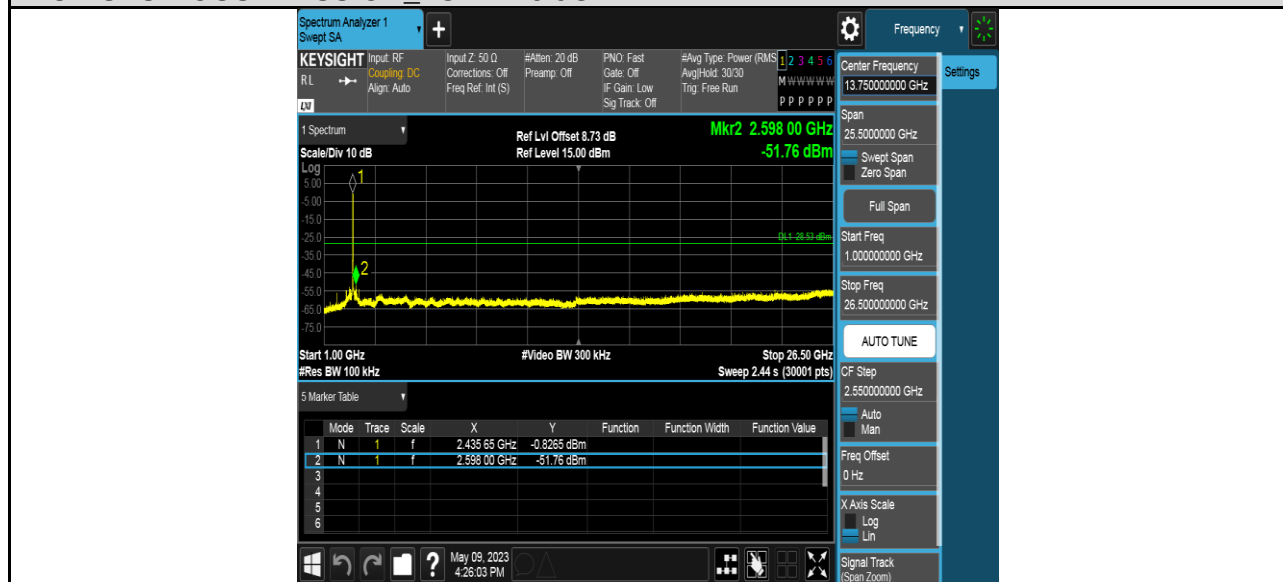 Spectrum Analyzer 1
Swept SA
+
Frequency
KEYSIGHT
Input: RF
Coupling: DC
Align: Auto
Input Z: 50 Ω
Corrections: Off
Freq Ref: Int (S)
#Atten: 20 dB
Preamp: Off
PNO: Fast
Gate: Off
IF Gain: Low
Sig Track: Off
#Avg Type: Power (RMS
Avg|Hold: 30/30
Trig: Free Run
1 2 3 4 5 6
M W W W W W
P P P P P P
RL
LXI
1 Spectrum
Scale/Div 10 dB
Ref Lvl Offset 8.73 dB
Ref Level 15.00 dBm
Mkr2 2.598 00 GHz
-51.76 dBm
Log
5.00
-5.00
-15.0
-25.0
-35.0
-45.0
-55.0
-65.0
-75.0
1
2
DL1 -28.53 dBm
Start 1.00 GHz
#Res BW 100 kHz
#Video BW 300 kHz
Stop 26.50 GHz
Sweep 2.44 s (30001 pts)
5 Marker Table
Mode Trace Scale X Y Function Function Width Function Value
1 N 1 f 2.435 65 GHz -0.8265 dBm
2 N 1 f 2.598 00 GHz -51.76 dBm
3
4
5
6
?
May 09, 2023
4:26:03 PM
Center Frequency
13.750000000 GHz
Settings
Span
25.5000000 GHz
Swept Span
Zero Span
Full Span
Start Freq
1.000000000 GHz
Stop Freq
26.500000000 GHz
AUTO TUNE
CF Step
2.550000000 GHz
Auto
Man
Freq Offset
0 Hz
X Axis Scale
Log
Lin
Signal Track
(Span Zoom)